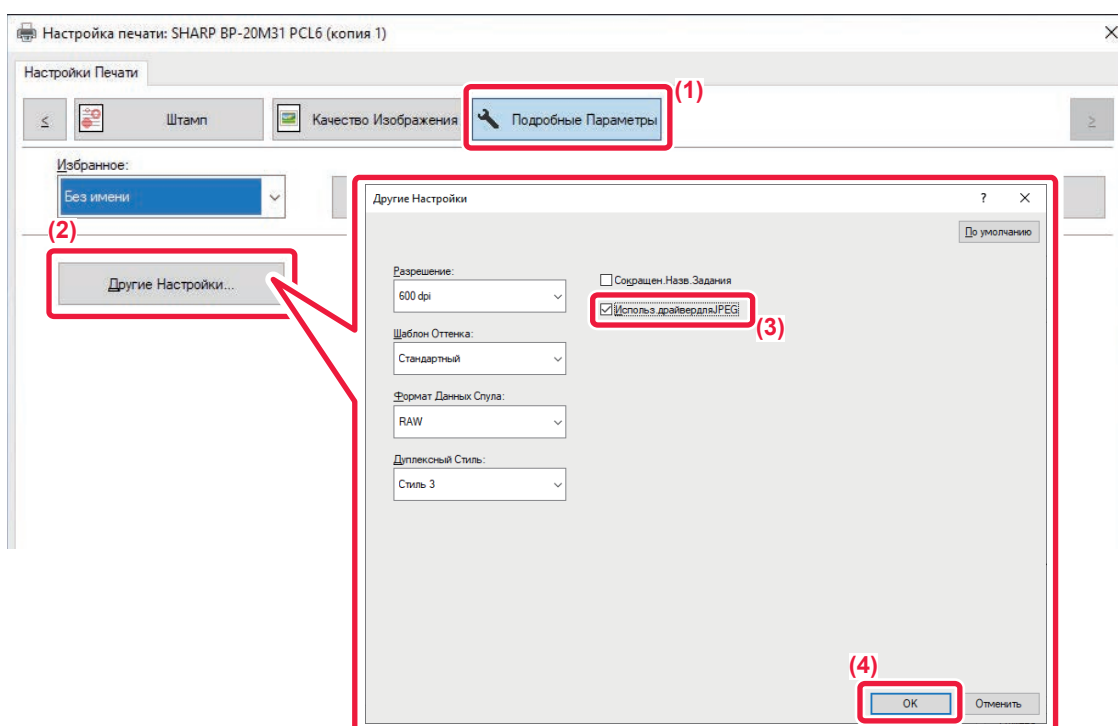 Настройка печати: SHARP BP-20M31 PCL6 (копия 1)
Настройки Печати
(1)
<
Штамп
Качество Изображения
Подробные Параметры
>
Избранное:
Без имени
(2)
Другие Настройки...
Другие Настройки
?
По умолчанию
Разрешение:
600 dpi
Сокращен.Назв.Задания
Использ.драйвердляJPEG
(3)
Шаблон Оттенка:
Стандартный
Формат Данных Спула:
RAW
Дуплексный Стиль:
Стиль 3
(4)
OK
Отменить